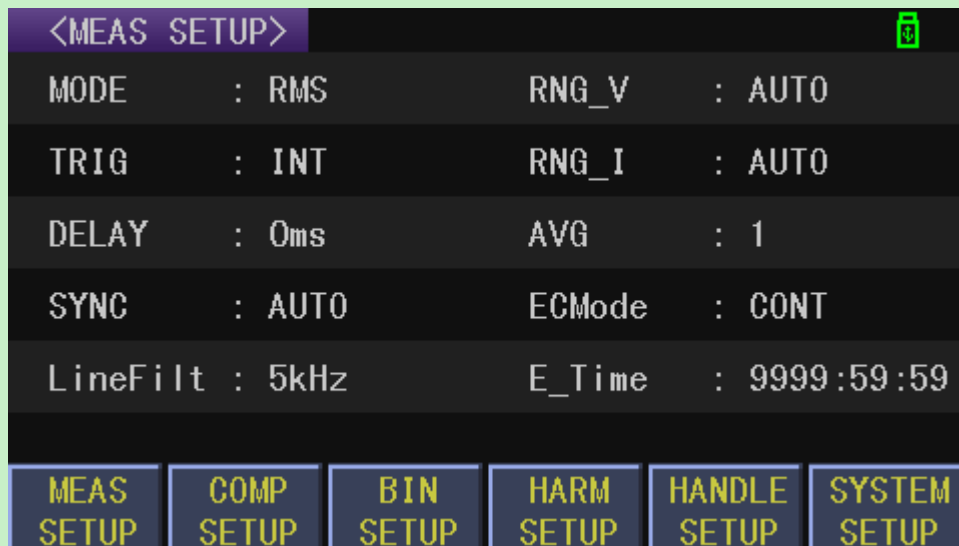 <MEAS SETUP>
MODE : RMS RNG_V : AUTO
TRIG : INT RNG_I : AUTO
DELAY : 0ms AVG : 1
SYNC : AUTO ECMode : CONT
LineFilt : 5kHz E_Time : 9999:59:59
MEAS SETUP COMP SETUP BIN SETUP HARM SETUP HANDLE SETUP SYSTEM SETUP